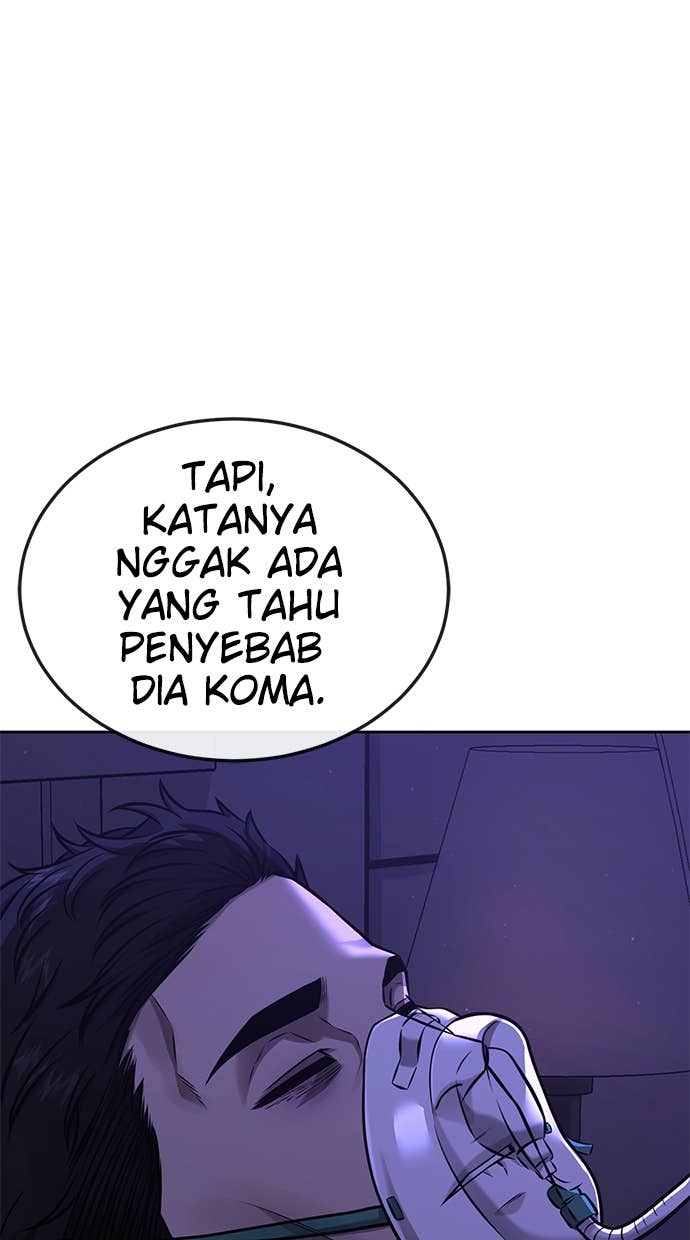 TAPI,
KATANYA
NGGAK ADA
YANG TAHU
PENYEBAB
DIA KOMA.